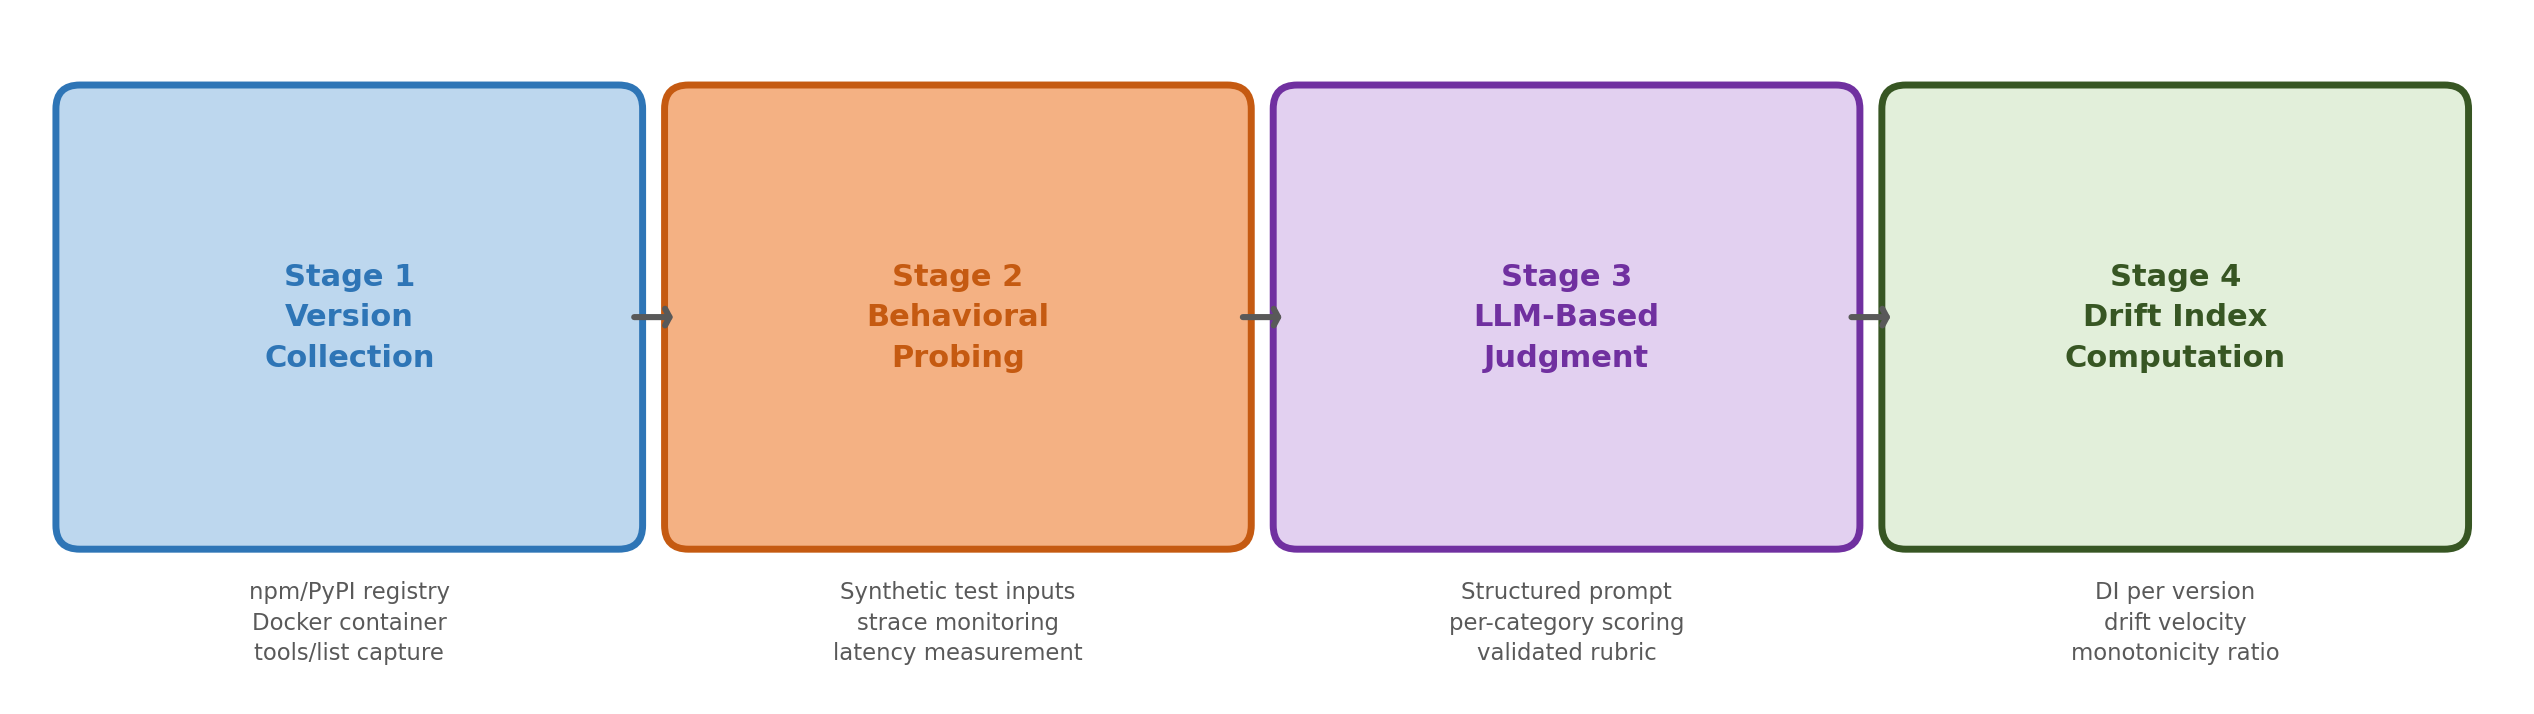 Stage 1
Version
Collection
npm/PyPI registry
Docker container
tools/list capture
Stage 2
Behavioral
Probing
Synthetic test inputs
strace monitoring
latency measurement
Stage 3
LLM-Based
Judgment
Structured prompt
per-category scoring
validated rubric
Stage 4
Drift Index
Computation
DI per version
drift velocity
monotonicity ratio